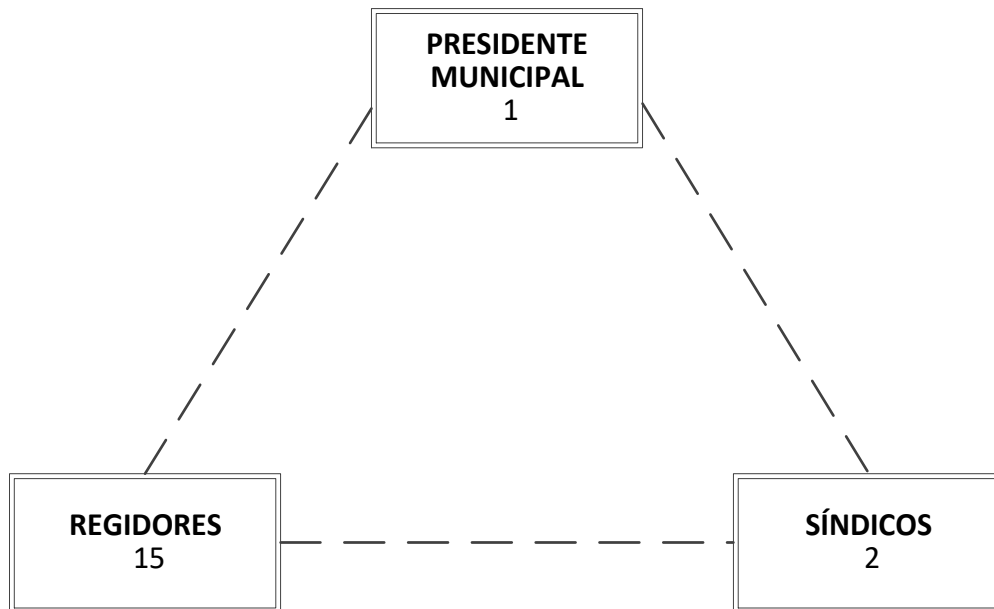 PRESIDENTE
MUNICIPAL
1
REGIDORES
15
SÍNDICOS
2